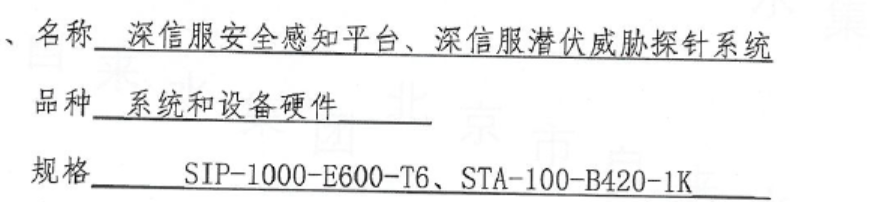 、名称 深信服安全感知平台、深信服潜伏威胁探针系统
品种 系统和设备硬件
规格 SIP-1000-E600-T6、STA-100-B420-1K